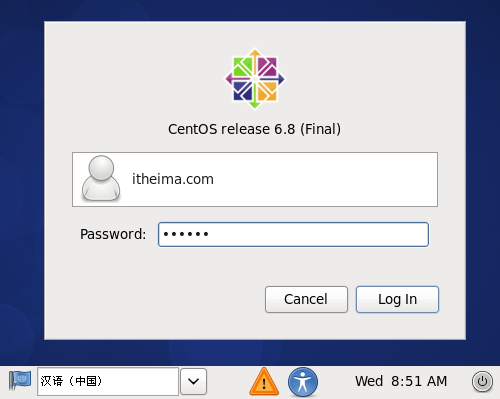 CentOS release 6.8 (Final)
itheima.com
Password: ••••••
Cancel Log In
汉语（中国） Wed 8:51 AM